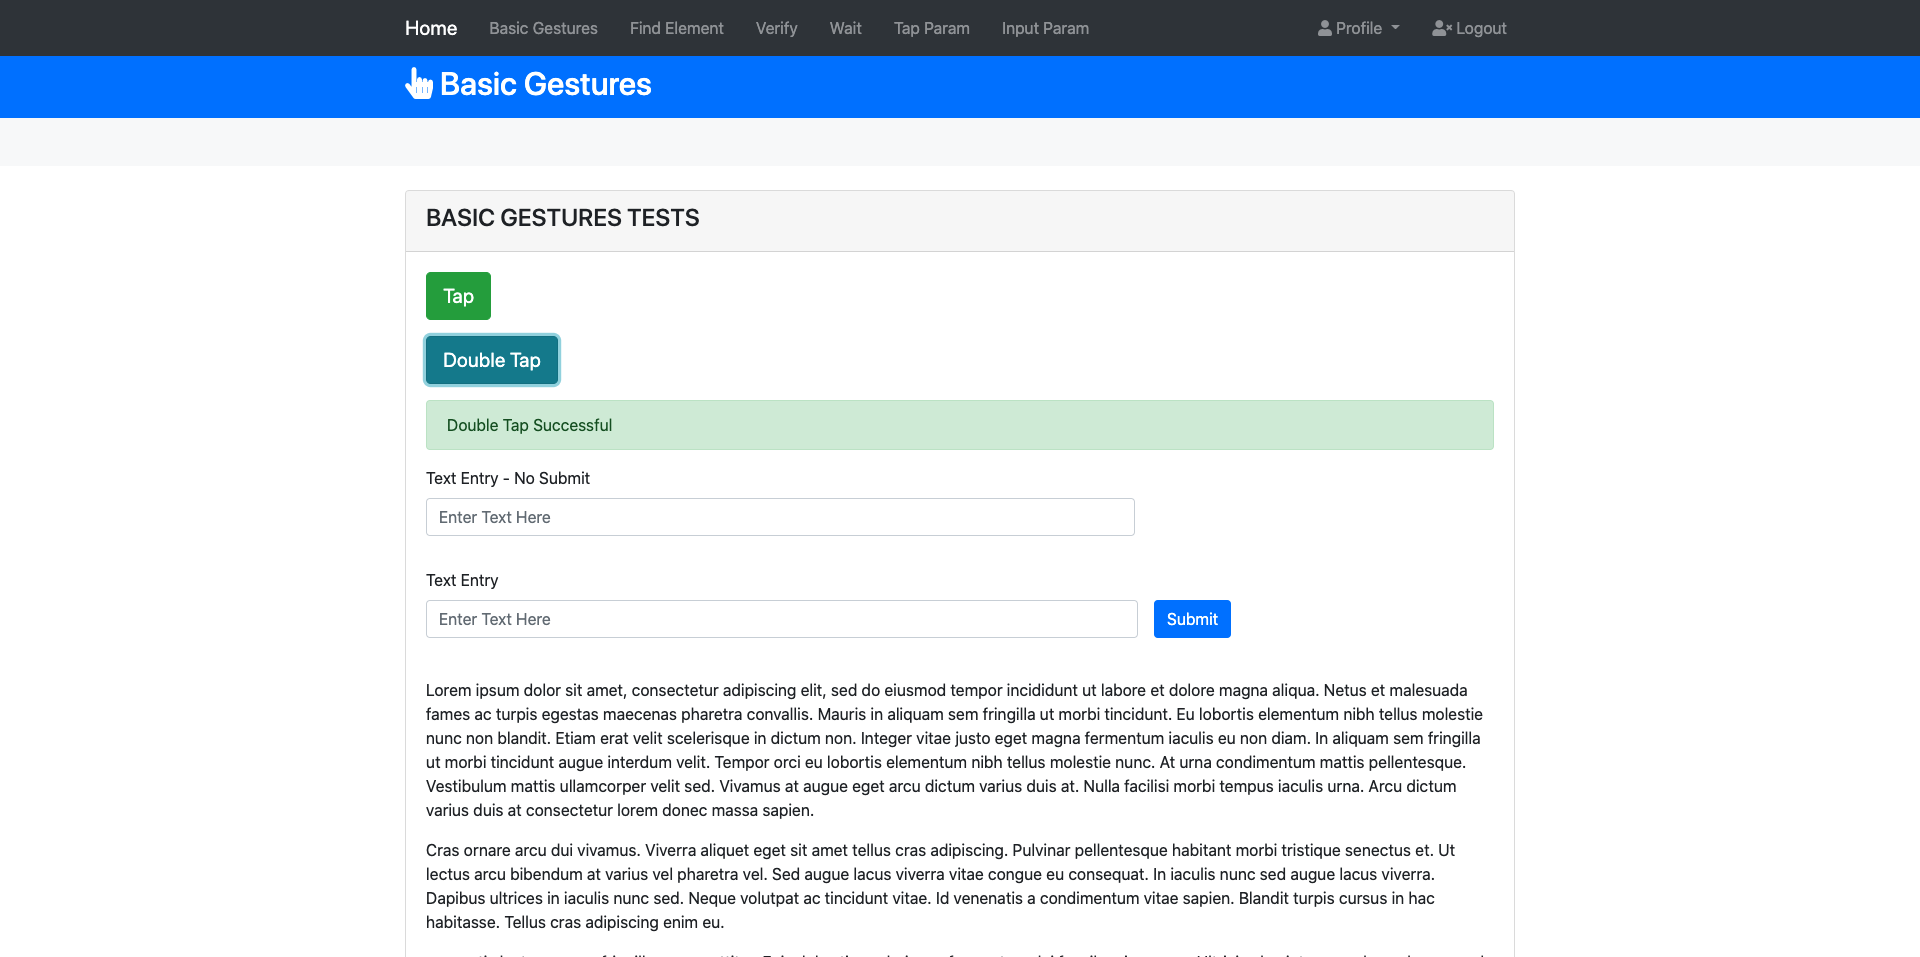 Home Basic Gestures Find Element Verify Wait Tap Param Input Param Profile Logout
Basic Gestures
BASIC GESTURES TESTS
Tap
Double Tap
Double Tap Successful
Text Entry - No Submit
Enter Text Here
Text Entry
Enter Text Here Submit
Lorem ipsum dolor sit amet, consectetur adipiscing elit, sed do eiusmod tempor incididunt ut labore et dolore magna aliqua. Netus et malesuada
fames ac turpis egestas maecenas pharetra convallis. Mauris in aliquam sem fringilla ut morbi tincidunt. Eu lobortis elementum nibh tellus molestie
nunc non blandit. Etiam erat velit scelerisque in dictum non. Integer vitae justo eget magna fermentum iaculis eu non diam. In aliquam sem fringilla
ut morbi tincidunt augue interdum velit. Tempor orci eu lobortis elementum nibh tellus molestie nunc. At urna condimentum mattis pellentesque.
Vestibulum mattis ullamcorper velit sed. Vivamus at augue eget arcu dictum varius duis at. Nulla facilisi morbi tempus iaculis urna. Arcu dictum
varius duis at consectetur lorem donec massa sapien.
Cras ornare arcu dui vivamus. Viverra aliquet eget sit amet tellus cras adipiscing. Pulvinar pellentesque habitant morbi tristique senectus et. Ut
lectus arcu bibendum at varius vel pharetra vel. Sed augue lacus viverra vitae congue eu consequat. In iaculis nunc sed augue lacus viverra.
Dapibus ultrices in iaculis nunc sed. Neque volutpat ac tincidunt vitae. Id venenatis a condimentum vitae sapien. Blandit turpis cursus in hac
habitasse. Tellus cras adipiscing enim eu.